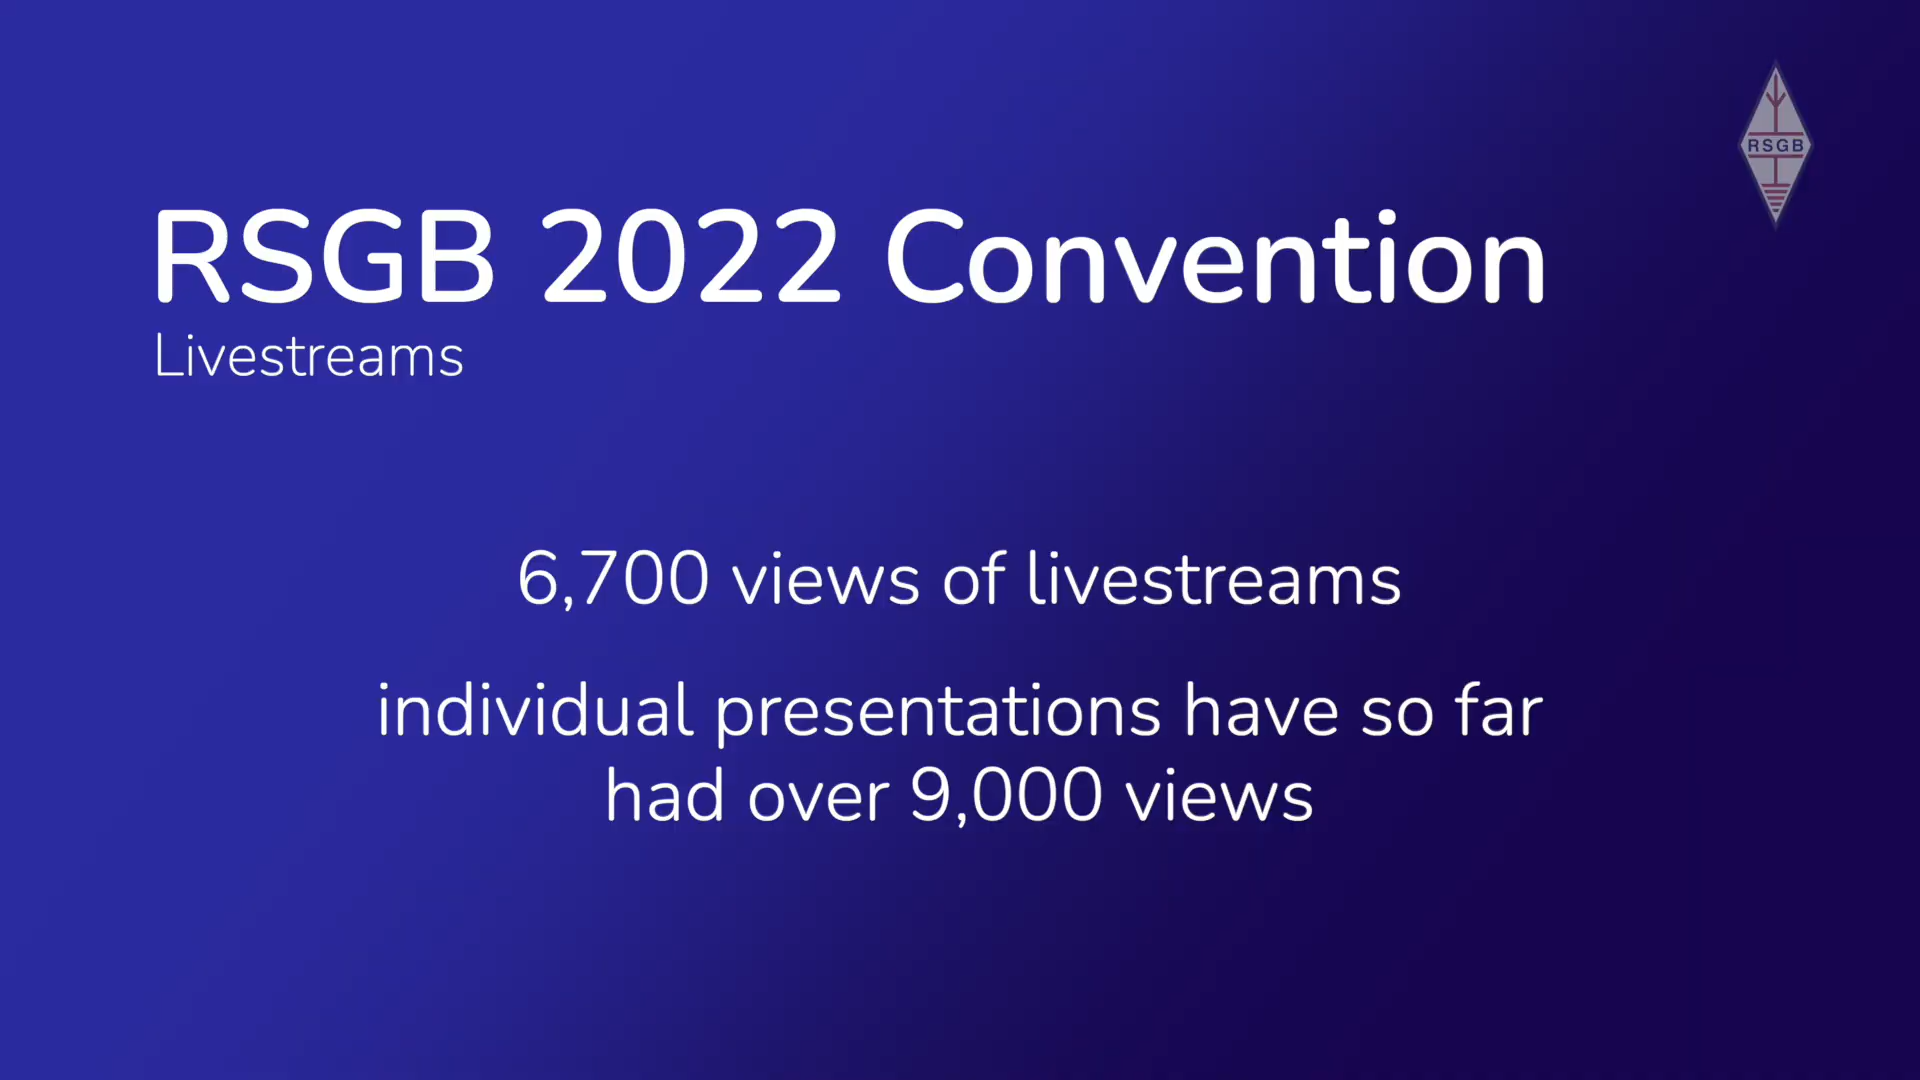 RSGB
RSGB 2022 Convention
Livestreams
6,700 views of livestreams
individual presentations have so far
had over 9,000 views